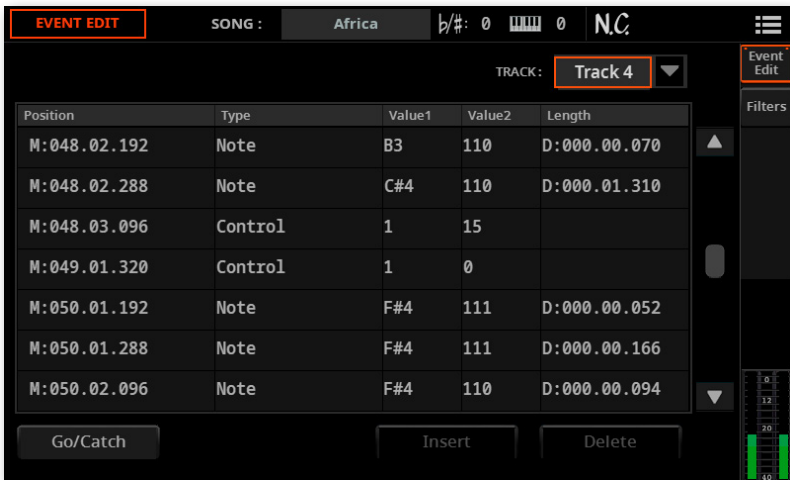 EVENT EDIT SONG : Africa ♭/#: 0 0 N.C.
TRACK: Track 4 Event
Edit
Filters
Position Type Value1 Value2 Length
M:048.02.192 Note B3 110 D:000.00.070
M:048.02.288 Note C#4 110 D:000.01.310
M:048.03.096 Control 1 15
M:049.01.320 Control 1 0
M:050.01.192 Note F#4 111 D:000.00.052
M:050.01.288 Note F#4 111 D:000.00.166
M:050.02.096 Note F#4 110 D:000.00.094
0
12
20
40
Go/Catch Insert Delete